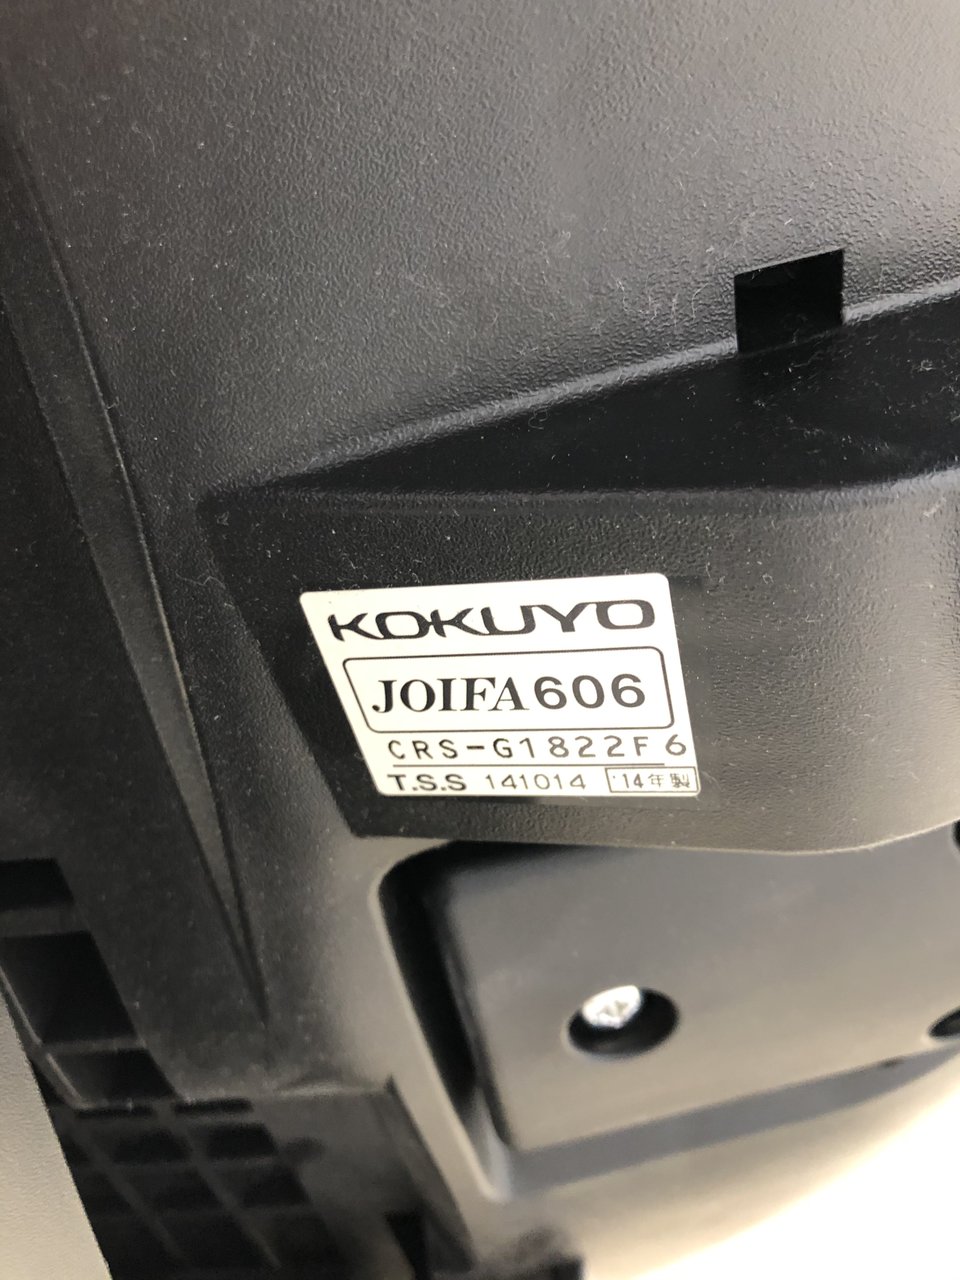 KOKUYO
JOIFA606
CRS-G1822F6
T.S.S 141014 '14年製